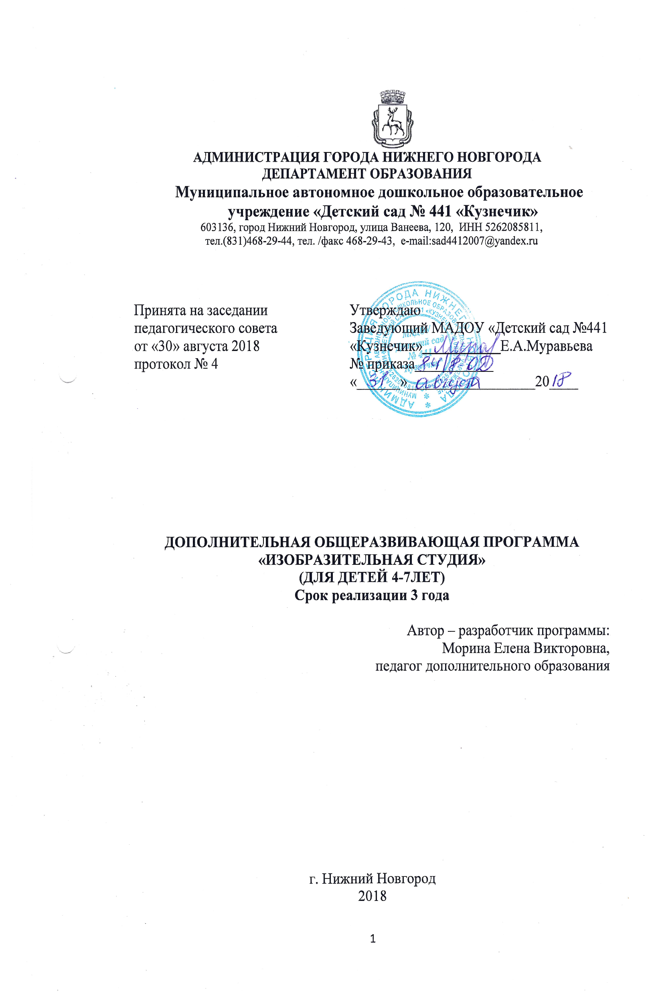 АДМИНИСТРАЦИЯ ГОРОДА НИЖНЕГО НОВГОРОДА
ДЕПАРТАМЕНТ ОБРАЗОВАНИЯ
Муниципальное автономное дошкольное образовательное
учреждение «Детский сад № 441 «Кузнечик»
603136, город Нижний Новгород, улица Ванеева, 120, ИНН 5262085811,
тел.(831)468-29-44, тел. /факс 468-29-43, e-mail:sad4412007@yandex.ru
Принята на заседании
педагогического совета
от «30» августа 2018
протокол № 4
Утверждаю
Заведующий МАДОУ «Детский сад №441
«Кузнечик»___________Е.А.Муравьева
№ приказа 84/8-ОД
« 31 » августа 2018
ДОПОЛНИТЕЛЬНАЯ ОБЩЕРАЗВИВАЮЩАЯ ПРОГРАММА
«ИЗОБРАЗИТЕЛЬНАЯ СТУДИЯ»
(ДЛЯ ДЕТЕЙ 4-7ЛЕТ)
Срок реализации 3 года
Автор – разработчик программы:
Морина Елена Викторовна,
педагог дополнительного образования
г. Нижний Новгород
2018
1